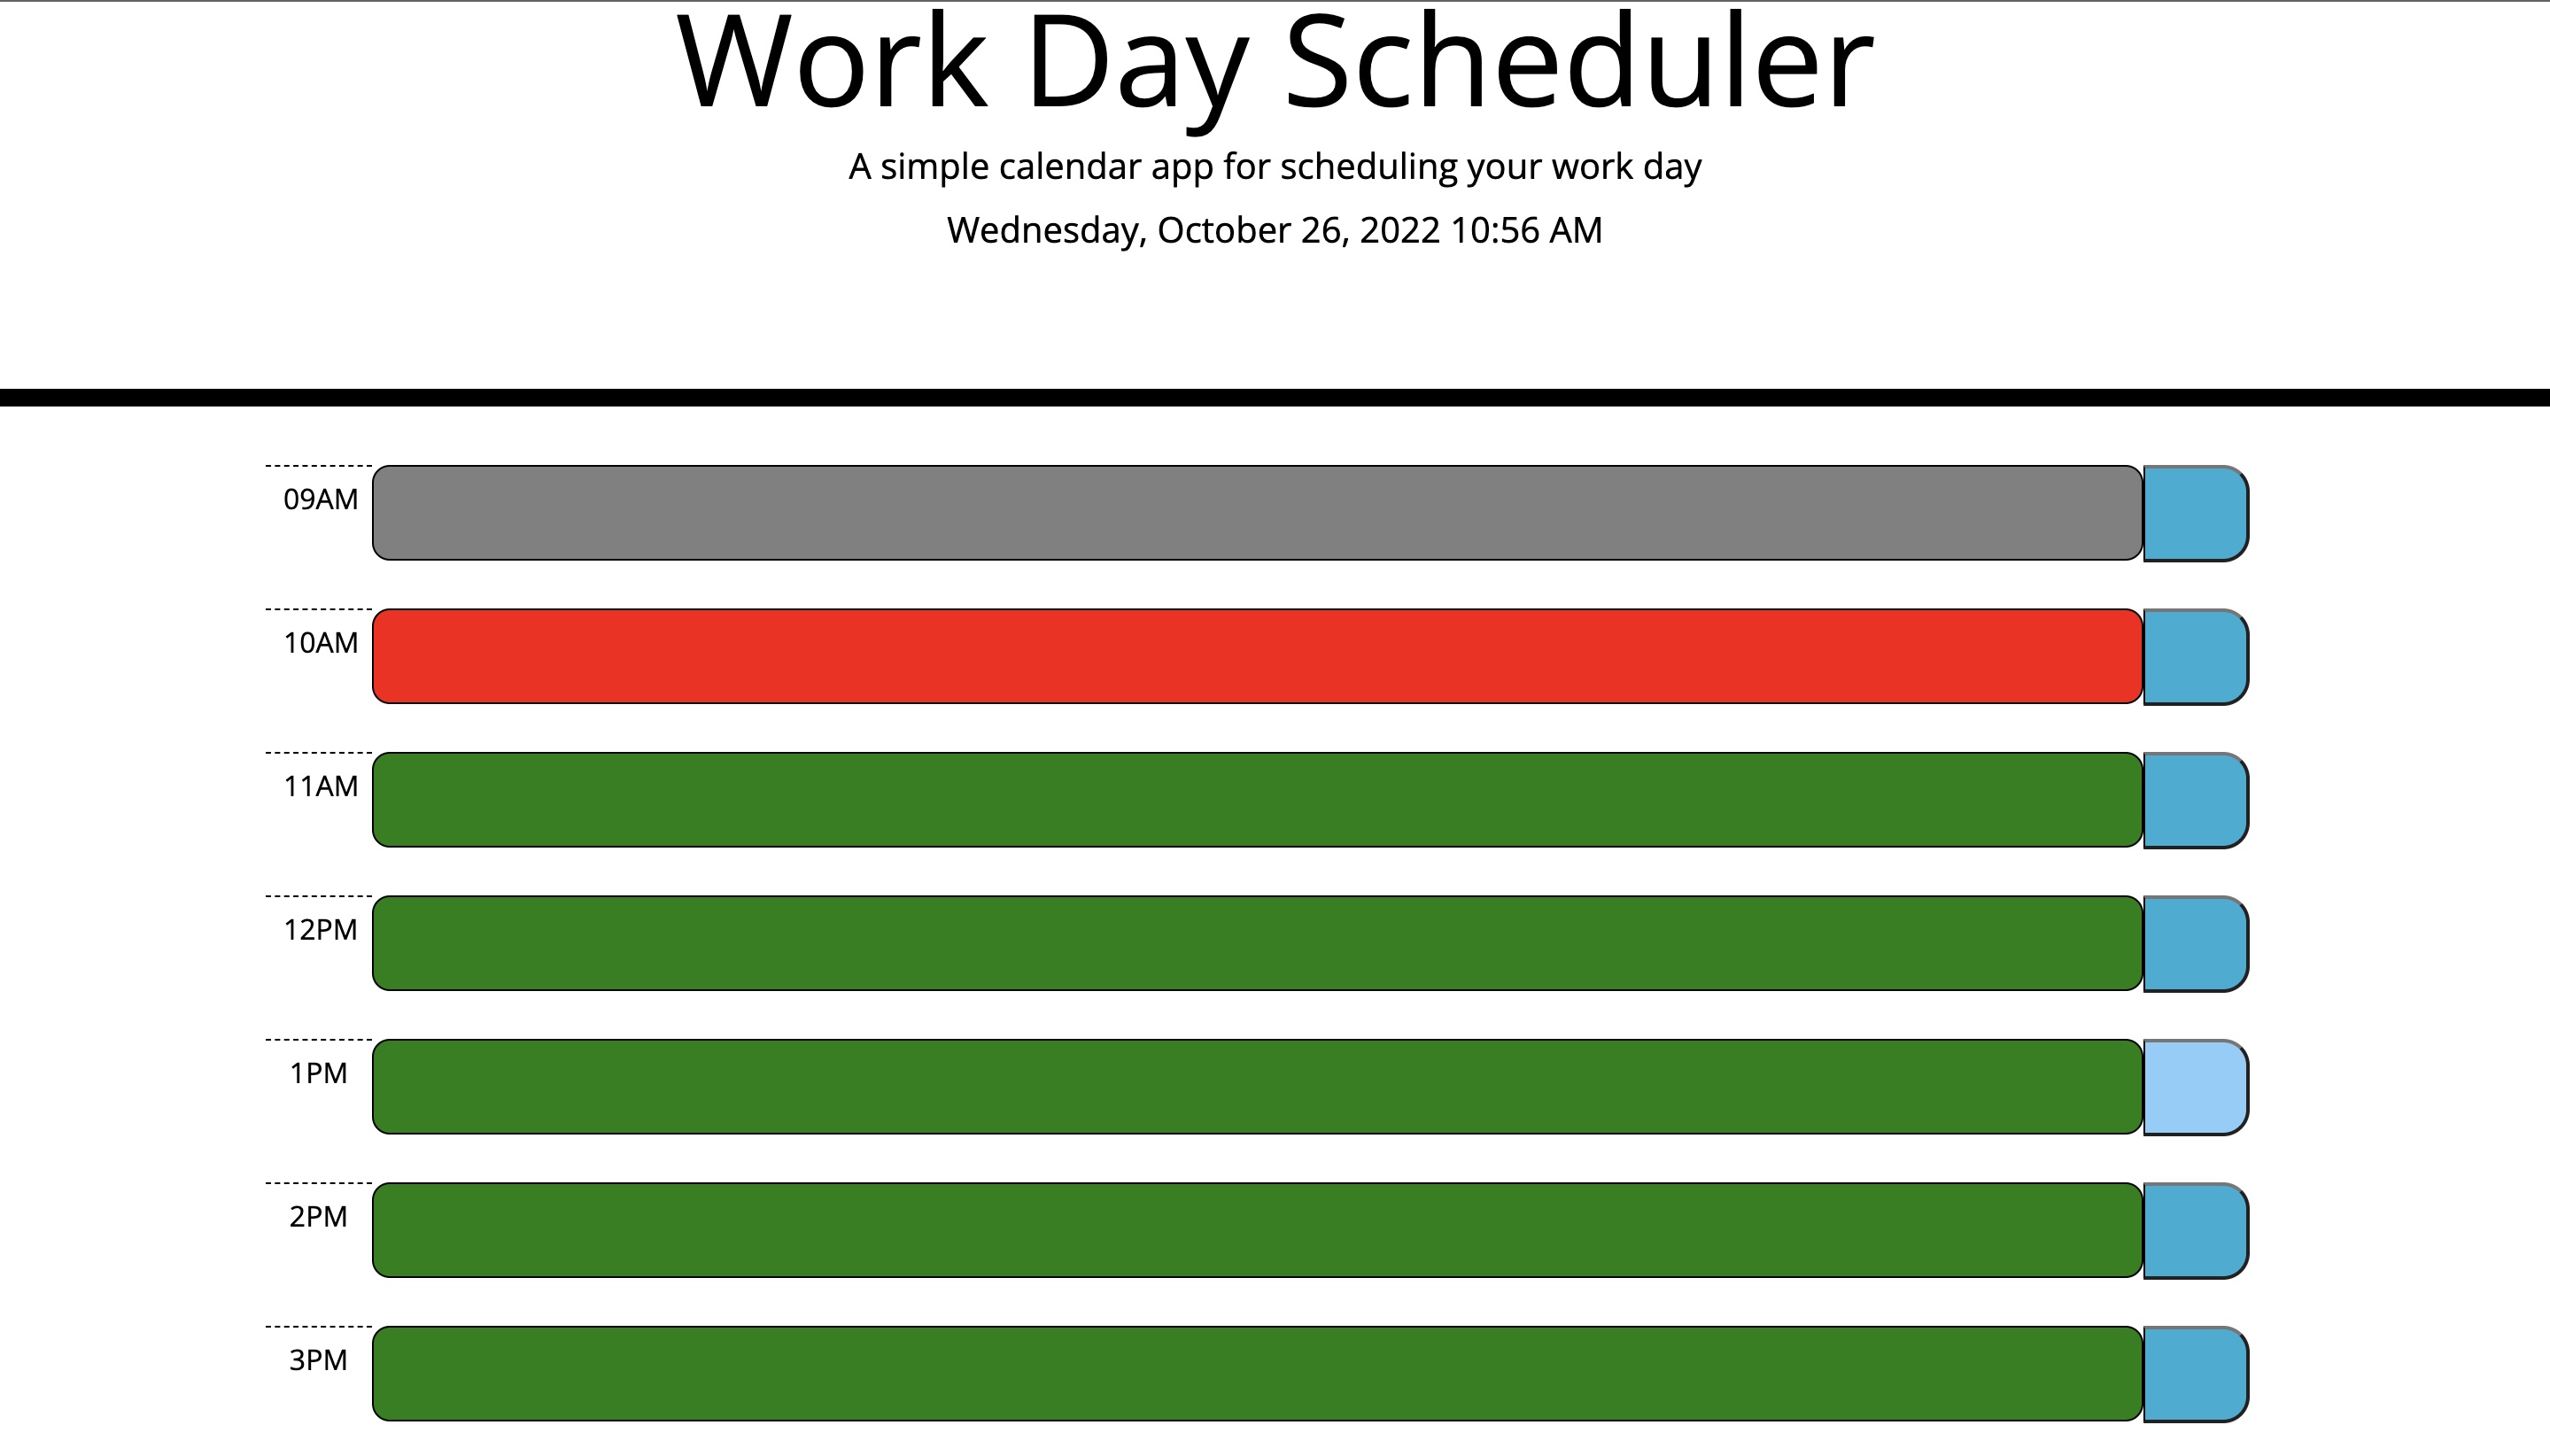 Work Day Scheduler
A simple calendar app for scheduling your work day
Wednesday, October 26, 2022 10:56 AM
09AM
10AM
11AM
12PM
1PM
2PM
3PM